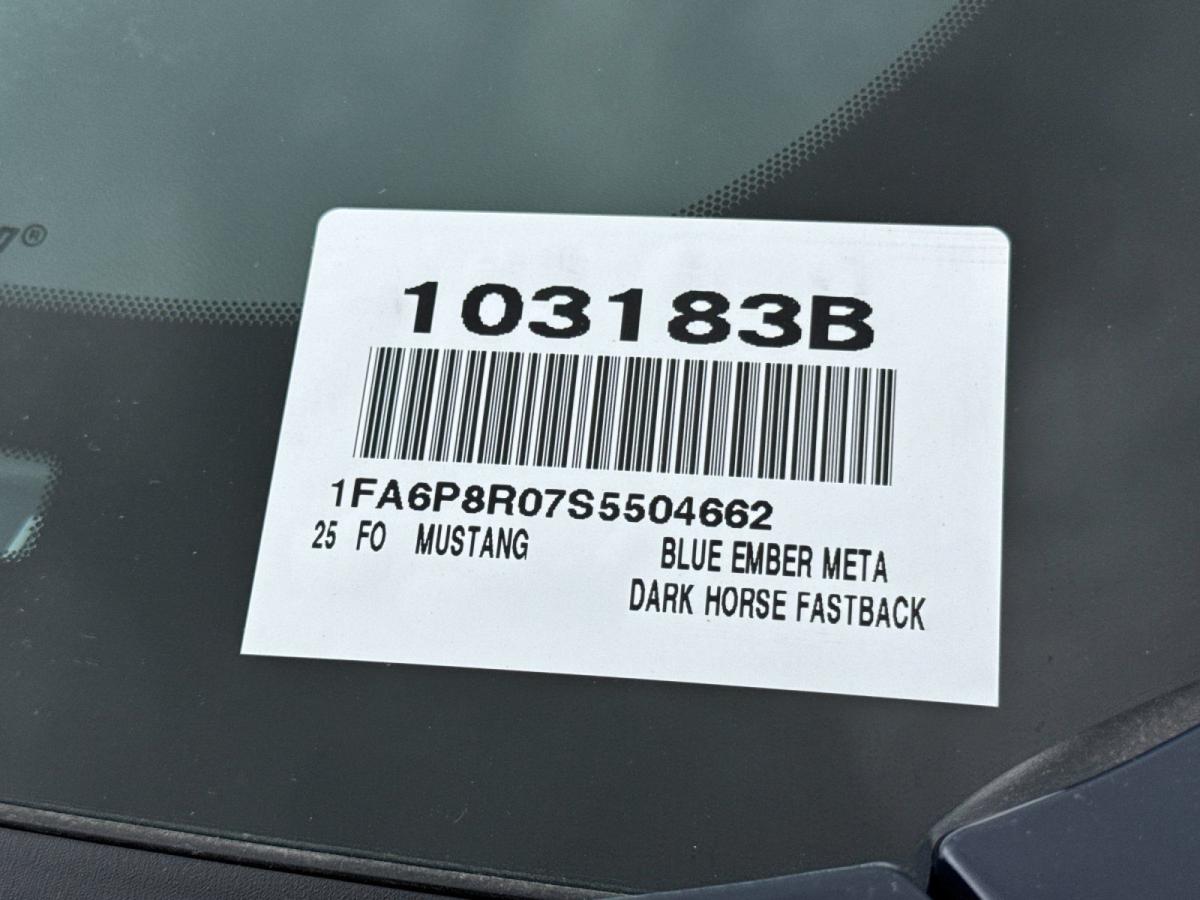 103183B
1FA6P8R07S5504662
25 FO MUSTANG BLUE EMBER META
DARK HORSE FASTBACK